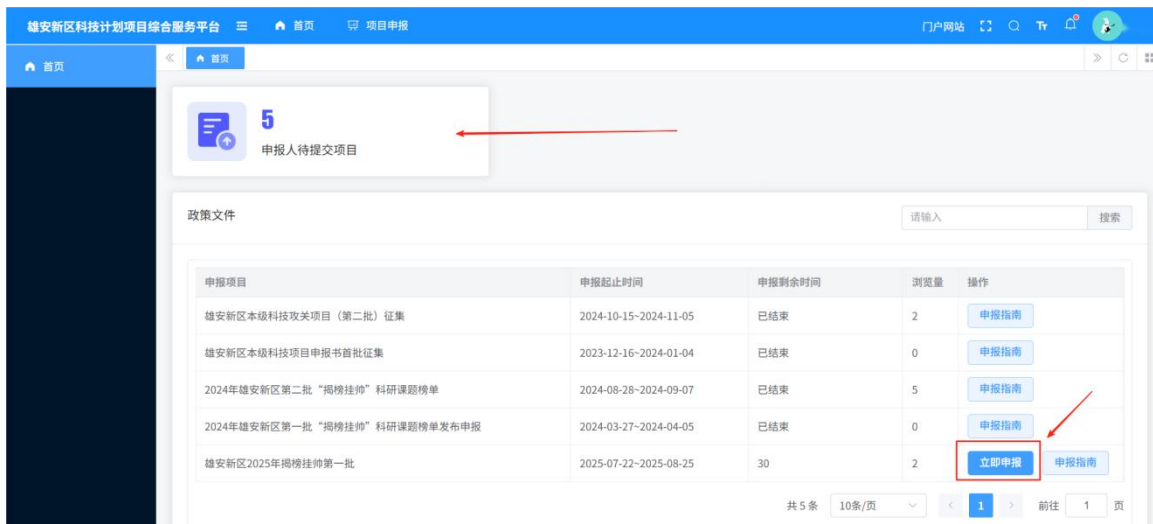 雄安新区科技计划项目综合服务平台 首页 项目申报 门户网站 Tт
首页 首页
5
申报人待提交项目
政策文件 请输入 搜索
申报项目 申报起止时间 申报剩余时间 浏览量 操作
雄安新区本级科技攻关项目（第二批）征集 2024-10-15~2024-11-05 已结束 2 申报指南
雄安新区本级科技项目申报书首批征集 2023-12-16~2024-01-04 已结束 0 申报指南
2024年雄安新区第二批“揭榜挂帅”科研课题榜单 2024-08-28~2024-09-07 已结束 5 申报指南
2024年雄安新区第一批“揭榜挂帅”科研课题榜单发布申报 2024-03-27~2024-04-05 已结束 0 申报指南
雄安新区2025年揭榜挂帅第一批 2025-07-22~2025-08-25 30 2 立即申报 申报指南
共 5 条 10条/页 1 前往 1 页